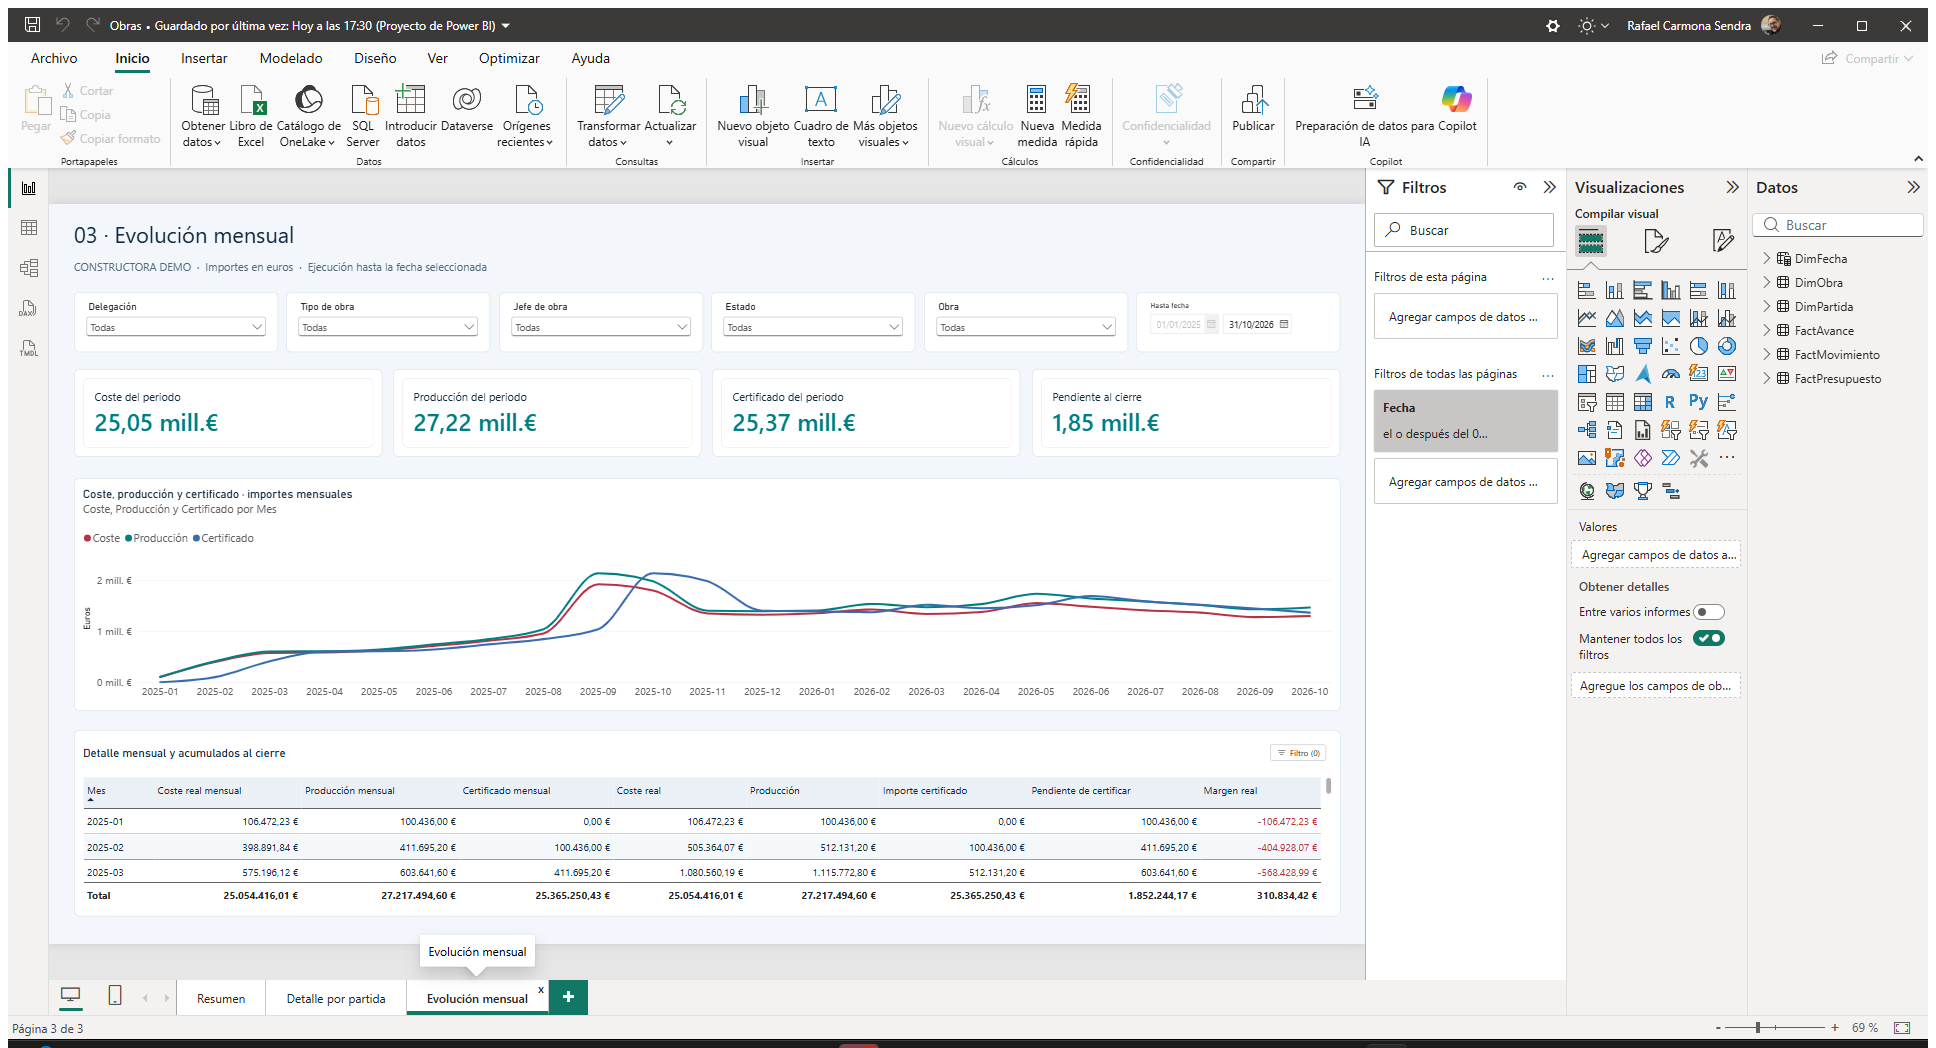 Obras • Guardado por última vez: Hoy a las 17:30 (Proyecto de Power BI)
Rafael Carmona Sendra
Archivo
Inicio
Insertar
Modelado
Diseño
Ver
Optimizar
Ayuda
Compartir
Pegar
Cortar
Copia
Copiar formato
Portapapeles
Obtener datos
Libro de Excel
Catálogo de OneLake
SQL Server
Introducir datos
Dataverse
Orígenes recientes
Datos
Transformar datos
Actualizar
Consultas
Nuevo objeto visual
Cuadro de texto
Más objetos visuales
Insertar
Nuevo cálculo visual
Nueva medida
Medida rápida
Cálculos
Confidencialidad
Confidencialidad
Publicar
Compartir
Preparación de datos para IA
Copilot
Copilot
DAX
TMDL
03 · Evolución mensual
CONSTRUCTORA DEMO · Importes en euros · Ejecución hasta la fecha seleccionada
Delegación
Todas
Tipo de obra
Todas
Jefe de obra
Todas
Estado
Todas
Obra
Todas
Hasta fecha
01/01/2025
31/10/2026
Coste del periodo
25,05 mill.€
Producción del periodo
27,22 mill.€
Certificado del periodo
25,37 mill.€
Pendiente al cierre
1,85 mill.€
Coste, producción y certificado · importes mensuales
Coste, Producción y Certificado por Mes
Coste Producción Certificado
Euros
2 mill. €
1 mill. €
0 mill. €
2025-01 2025-02 2025-03 2025-04 2025-05 2025-06 2025-07 2025-08 2025-09 2025-10 2025-11 2025-12 2026-01 2026-02 2026-03 2026-04 2026-05 2026-06 2026-07 2026-08 2026-09 2026-10
Detalle mensual y acumulados al cierre
Filtro (0)
Mes Coste real mensual Producción mensual Certificado mensual Coste real Producción Importe certificado Pendiente de certificar Margen real
2025-01 106.472,23 € 100.436,00 € 0,00 € 106.472,23 € 100.436,00 € 0,00 € 100.436,00 € -106.472,23 €
2025-02 398.891,84 € 411.695,20 € 100.436,00 € 505.364,07 € 512.131,20 € 100.436,00 € 411.695,20 € -404.928,07 €
2025-03 575.196,12 € 603.641,60 € 411.695,20 € 1.080.560,19 € 1.115.772,80 € 512.131,20 € 603.641,60 € -568.428,99 €
Total 25.054.416,01 € 27.217.494,60 € 25.365.250,43 € 25.054.416,01 € 27.217.494,60 € 25.365.250,43 € 1.852.244,17 € 310.834,42 €
Evolución mensual
Resumen
Detalle por partida
Evolución mensual
x
+
Página 3 de 3
- + 69 %
Filtros
Buscar
Filtros de esta página ...
Agregar campos de datos ...
Filtros de todas las páginas ...
Fecha
el o después del 0...
Agregar campos de datos ...
Visualizaciones
Compilar visual
123
R
Py
...
Valores
Agregar campos de datos a...
Obtener detalles
Entre varios informes
Mantener todos los filtros
Agregue los campos de ob...
Datos
Buscar
DimFecha
DimObra
DimPartida
FactAvance
FactMovimiento
FactPresupuesto